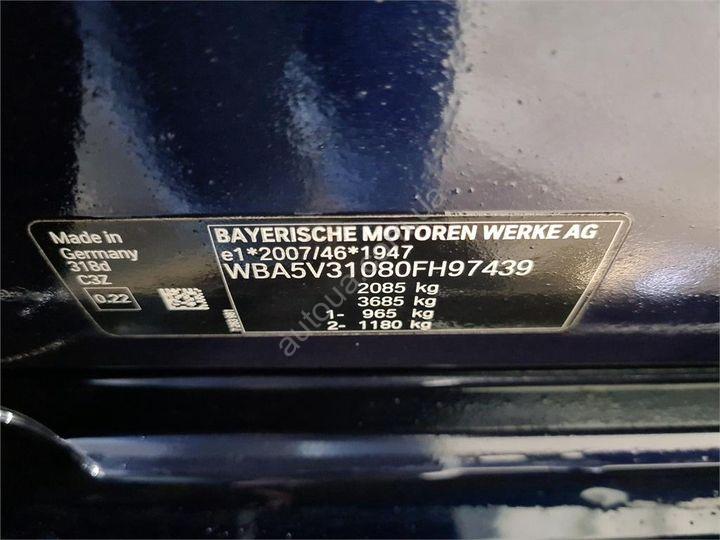 Made in
Germany
318d
C3Z
0.22
BAYERISCHE MOTOREN WERKE AG
e1*2007/46*1947
WBA5V31080FH97439
2085 kg
3685 kg
1- 965 kg
2- 1180 kg